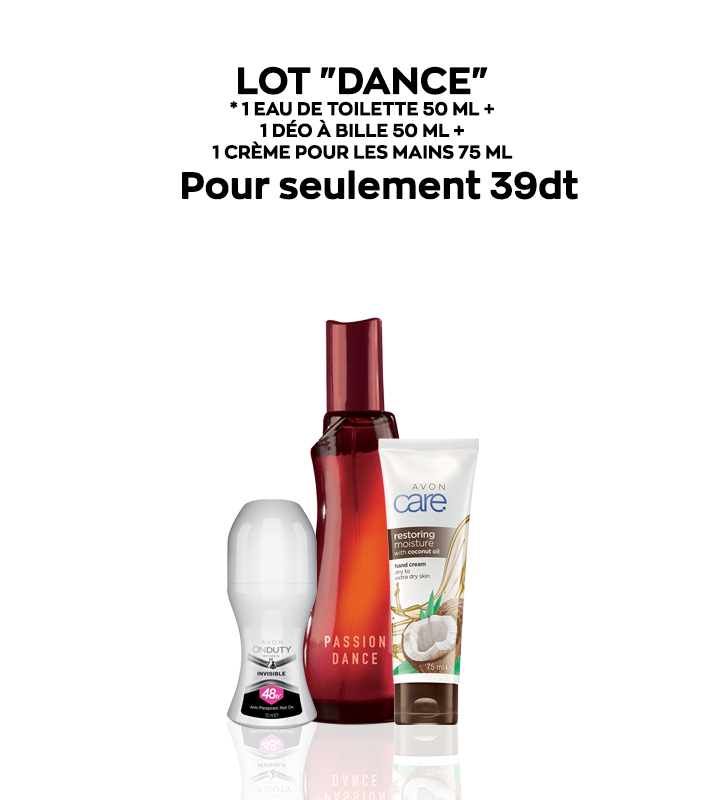 LOT "DANCE"
* 1 EAU DE TOILETTE 50 ML +
1 DÉO À BILLE 50 ML +
1 CRÈME POUR LES MAINS 75 ML
Pour seulement 39dt
AVON
care
restoring
moisture
with coconut oil
hand cream
dry to
extra dry skin
75 ml e
PASSION
DANCE
AVON
ONDUTY
WOMEN
INVISIBLE
48h
Anti-Perspirant Roll On